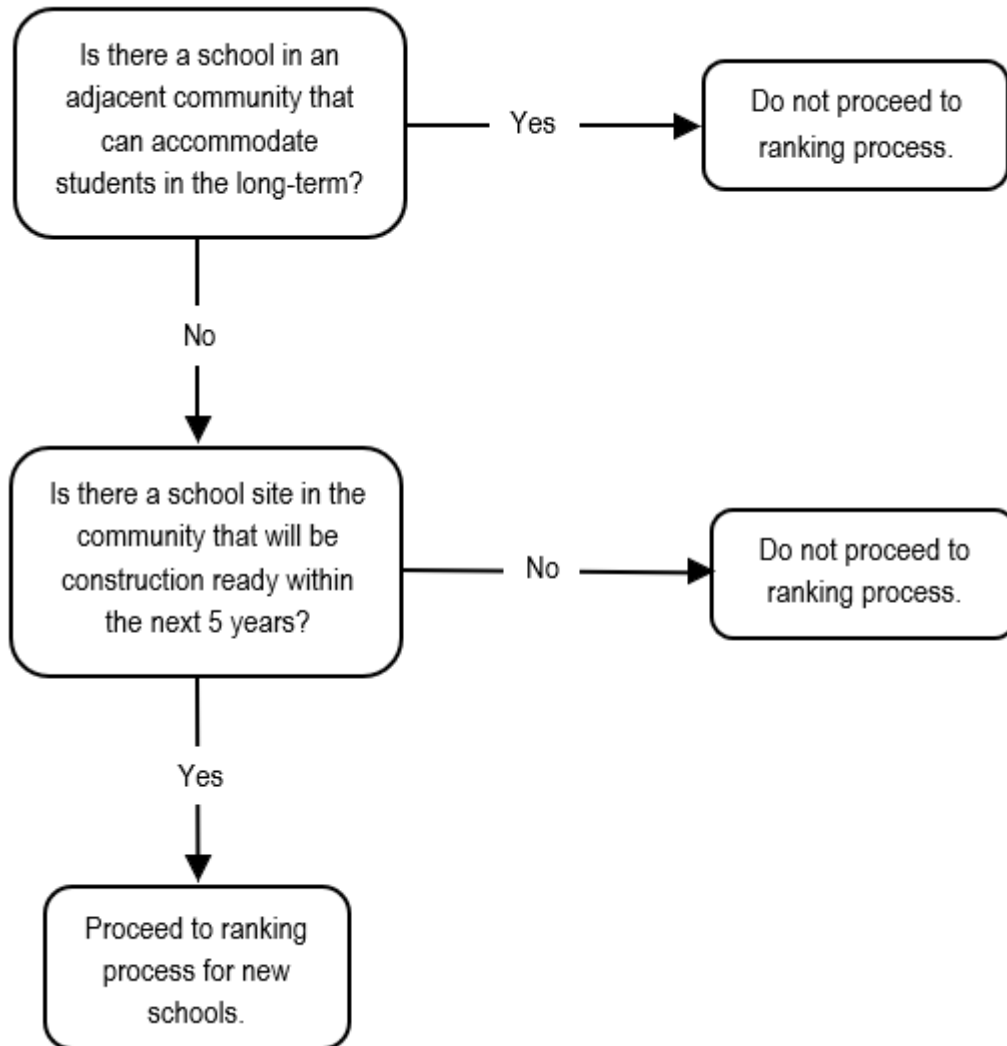 Is there a school in an
adjacent community that
can accommodate
students in the long-term?
Yes
Do not proceed to
ranking process.
No
Is there a school site in the
community that will be
construction ready within
the next 5 years?
No
Do not proceed to
ranking process.
Yes
Proceed to ranking
process for new
schools.